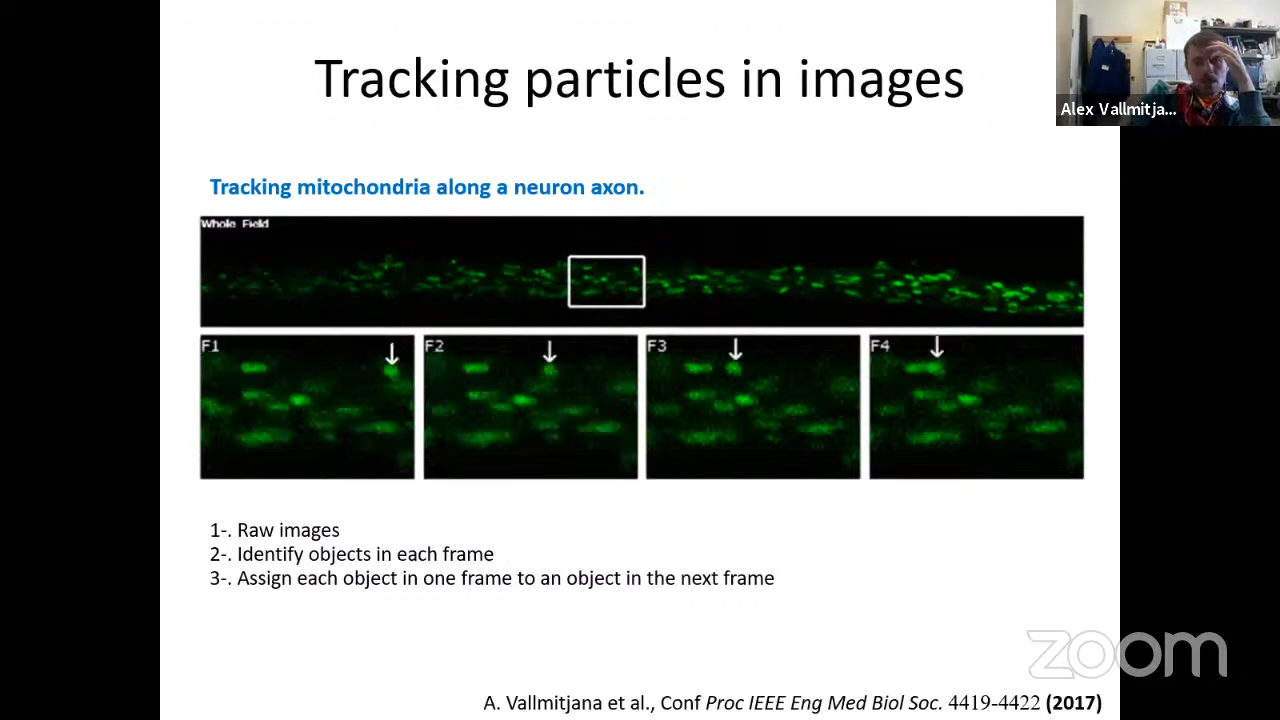 Tracking particles in images
Alex Vallmitja...
Tracking mitochondria along a neuron axon.
Whole Field
F1
F2
F3
F4
1-. Raw images
2-. Identify objects in each frame
3-. Assign each object in one frame to an object in the next frame
zoom
A. Vallmitjana et al., Conf Proc IEEE Eng Med Biol Soc. 4419-4422 (2017)